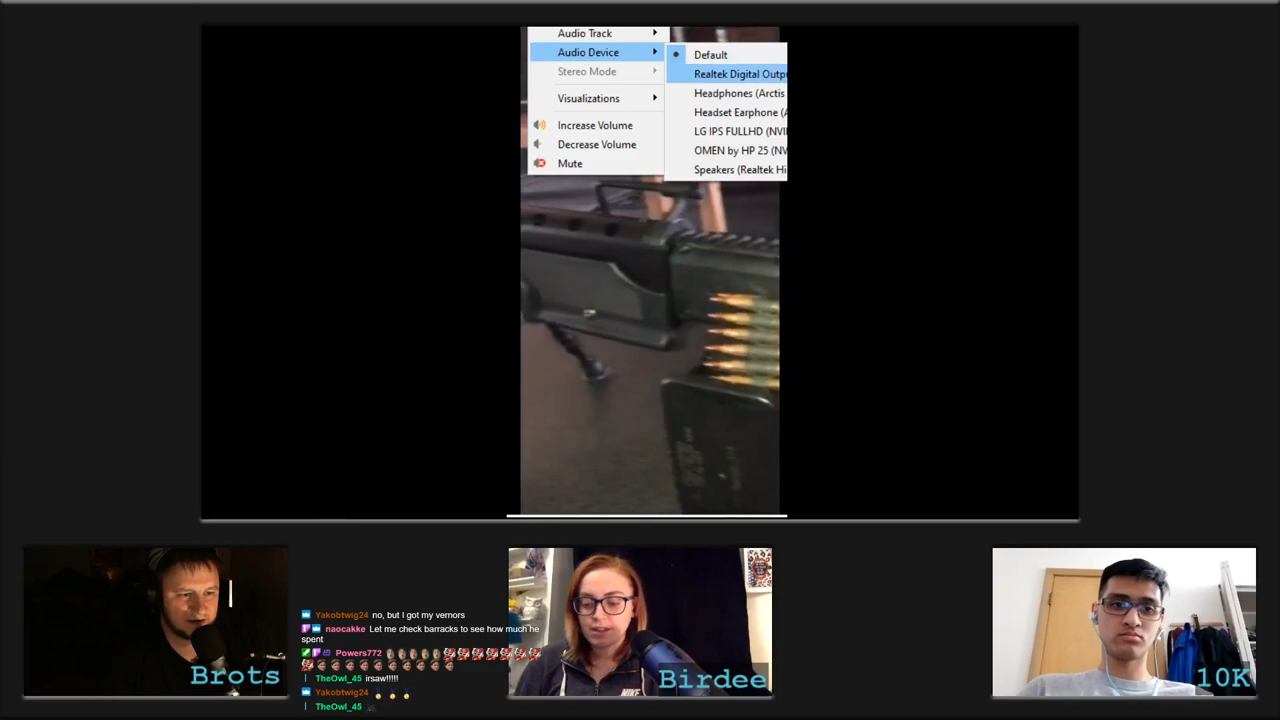 Audio Track
Audio Device
Default
Stereo Mode
Realtek Digital Outpu
Visualizations
Headphones (Arctis
Headset Earphone (
Increase Volume
LG IPS FULLHD (NVI
Decrease Volume
OMEN by HP 25 (NV
Mute
Speakers (Realtek Hi
Yakobtwig24 no, but I got my vernors
naocakke Let me check barracks to see how much he
spent
Powers772
TheOwl_45 irsaw!!!!!
Yakobtwig24
TheOwl_45
Brots
Birdee
NIKE
10K